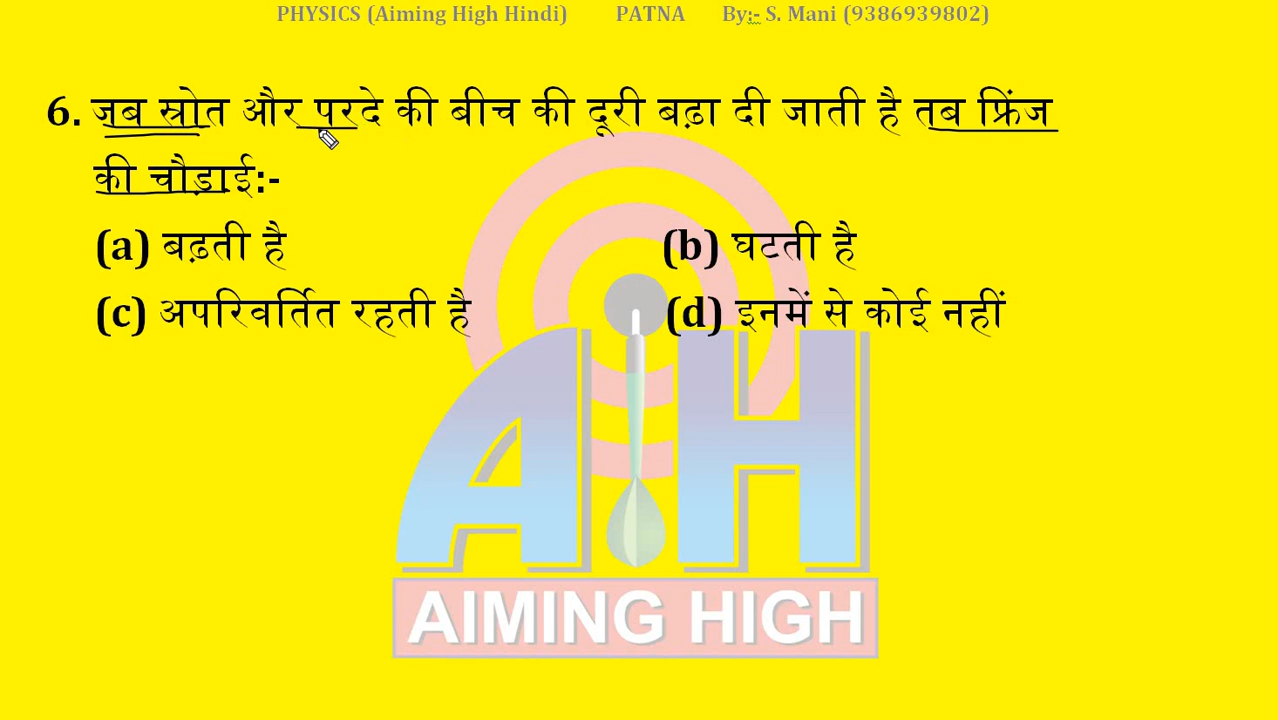 PHYSICS (Aiming High Hindi) PATNA By:- S. Mani (9386939802)
6. जब स्रोत और परदे की बीच की दूरी बढ़ा दी जाती है तब फ्रिंज
की चौड़ाई:-
(a) बढ़ती है (b) घटती है
(c) अपरिवर्तित रहती है (d) इनमें से कोई नहीं
AH
AIMING HIGH